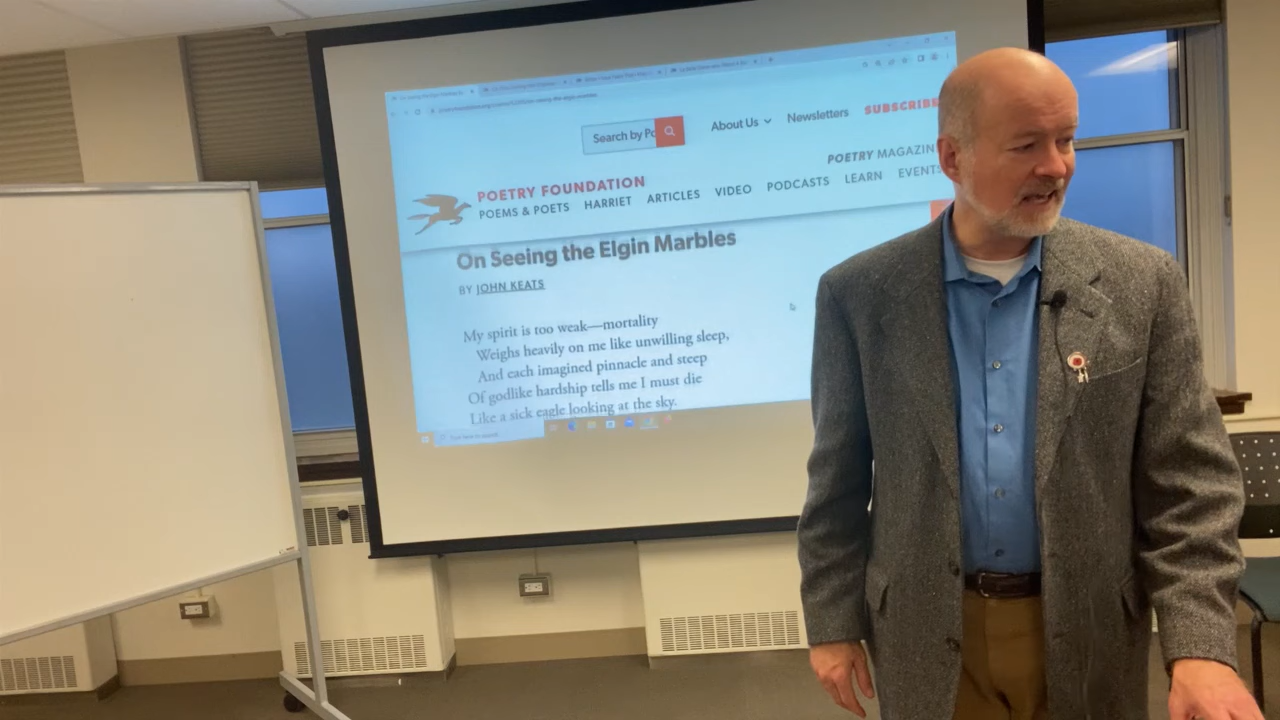 Search by Po
About Us
Newsletters
SUBSCRIBE
POETRY MAGAZIN
POETRY FOUNDATION
POEMS & POETS HARRIET ARTICLES VIDEO PODCASTS LEARN EVENTS
On Seeing the Elgin Marbles
BY JOHN KEATS
My spirit is too weak—mortality
Weighs heavily on me like unwilling sleep,
And each imagined pinnacle and steep
Of godlike hardship tells me I must die
Like a sick eagle looking at the sky.